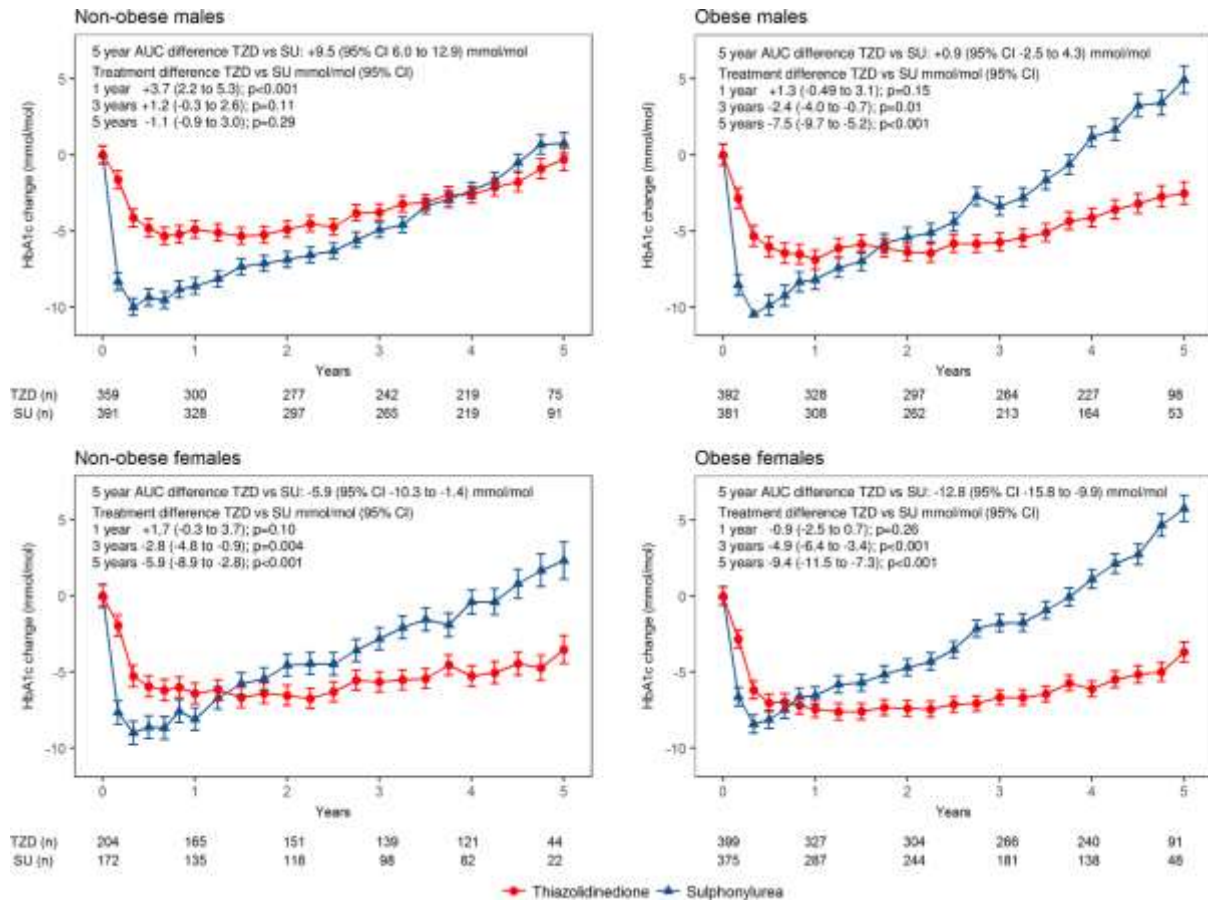 Non-obese males
5 year AUC difference TZD vs SU: +9.5 (95% CI 6.0 to 12.9) mmol/mol
Treatment difference TZD vs SU mmol/mol (95% CI)
1 year +3.7 (2.2 to 5.3); p<0.001
3 years +1.2 (-0.3 to 2.6); p=0.11
5 years -1.1 (-0.9 to 3.0); p=0.29
HbA1c change (mmol/mol)
5
0
-5
-10
0 1 2 3 4 5
Years
TZD (n) 359 300 277 242 219 75
SU (n) 391 328 297 265 219 91
Obese males
5 year AUC difference TZD vs SU: +0.9 (95% CI -2.5 to 4.3) mmol/mol
Treatment difference TZD vs SU mmol/mol (95% CI)
1 year +1.3 (-0.49 to 3.1); p=0.15
3 years -2.4 (-4.0 to -0.7); p=0.01
5 years -7.5 (-9.7 to -5.2); p<0.001
HbA1c change (mmol/mol)
5
0
-5
-10
0 1 2 3 4 5
Years
392 328 297 264 227 98
381 308 262 213 164 53
Non-obese females
5 year AUC difference TZD vs SU: -5.9 (95% CI -10.3 to -1.4) mmol/mol
Treatment difference TZD vs SU mmol/mol (95% CI)
1 year +1.7 (-0.3 to 3.7); p=0.10
3 years -2.8 (-4.8 to -0.9); p=0.004
5 years -5.9 (-8.9 to -2.8); p<0.001
HbA1c change (mmol/mol)
5
0
-5
-10
0 1 2 3 4 5
Years
TZD (n) 204 165 151 139 121 44
SU (n) 172 135 118 98 82 22
Obese females
5 year AUC difference TZD vs SU: -12.8 (95% CI -15.8 to -9.9) mmol/mol
Treatment difference TZD vs SU mmol/mol (95% CI)
1 year -0.9 (-2.5 to 0.7); p=0.26
3 years -4.9 (-6.4 to -3.4); p<0.001
5 years -9.4 (-11.5 to -7.3); p<0.001
HbA1c change (mmol/mol)
5
0
-5
-10
0 1 2 3 4 5
Years
399 327 304 266 240 91
375 287 244 181 138 48
Thiazolidinedione Sulphonylurea